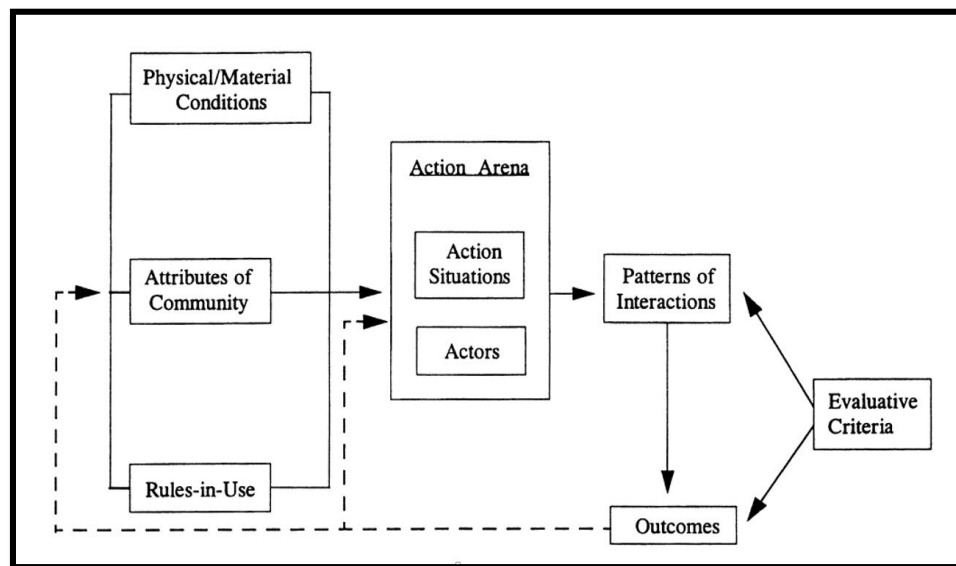 Physical/Material
Conditions
Action Arena
Attributes of
Community
Action
Situations
Patterns of
Interactions
Actors
Evaluative
Criteria
Rules-in-Use
Outcomes